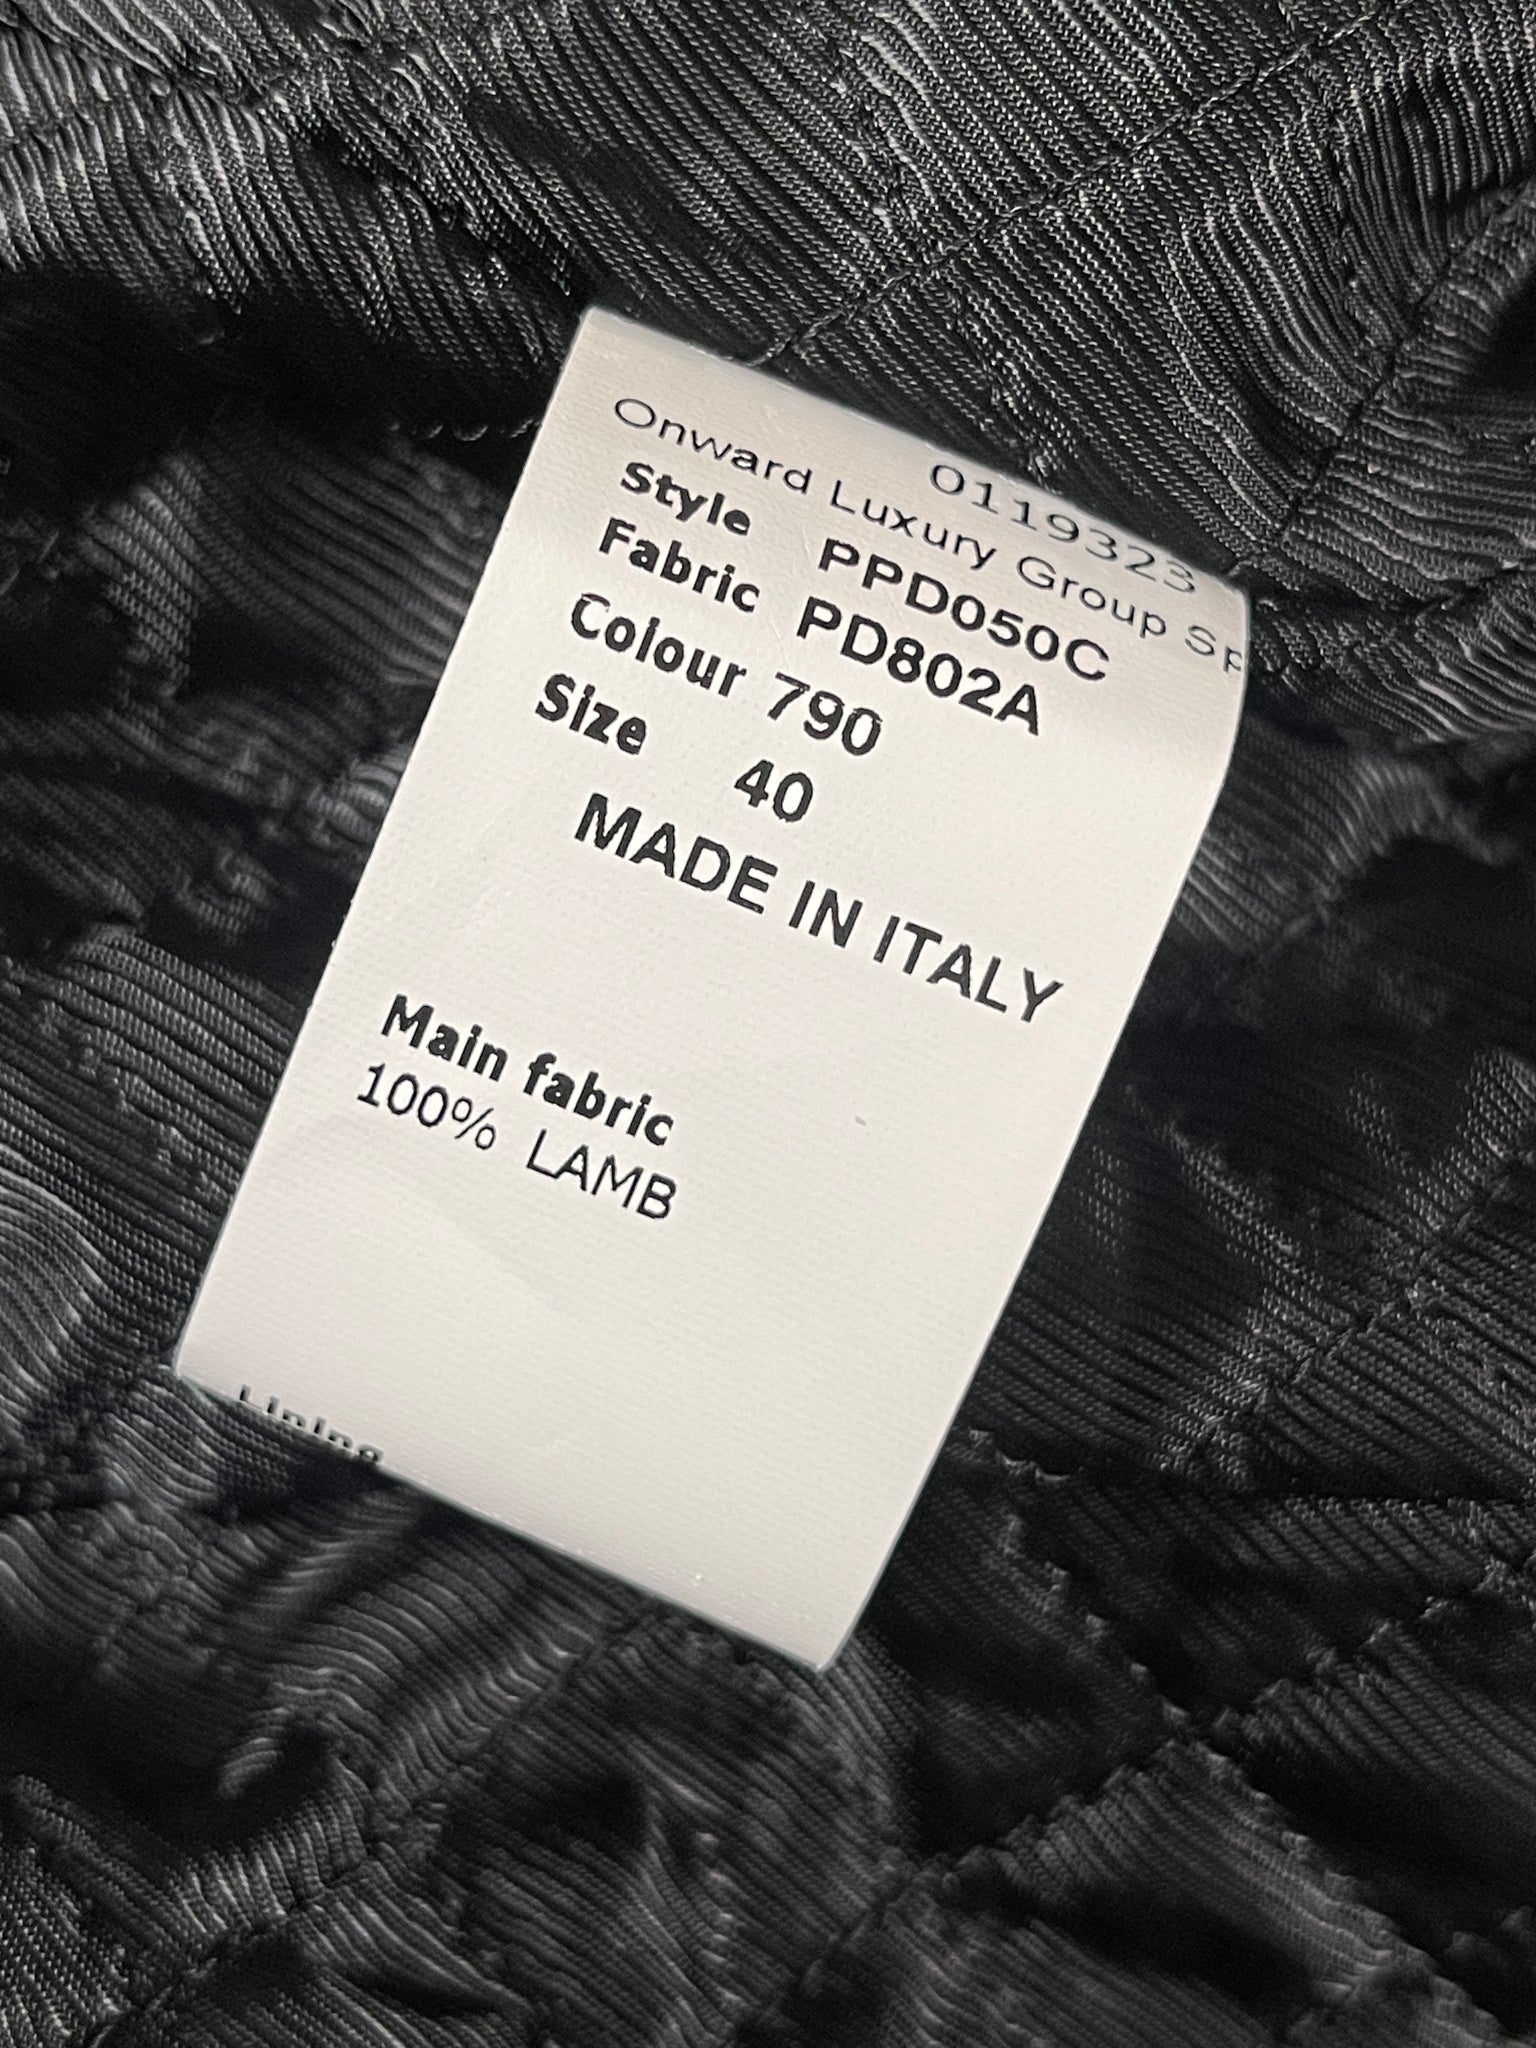 0119323
Onward Luxury Group Sp
Style PPD050C
Fabric PD802A
Colour 790
Size 40
MADE IN ITALY
Main fabric
100% LAMB
Lining